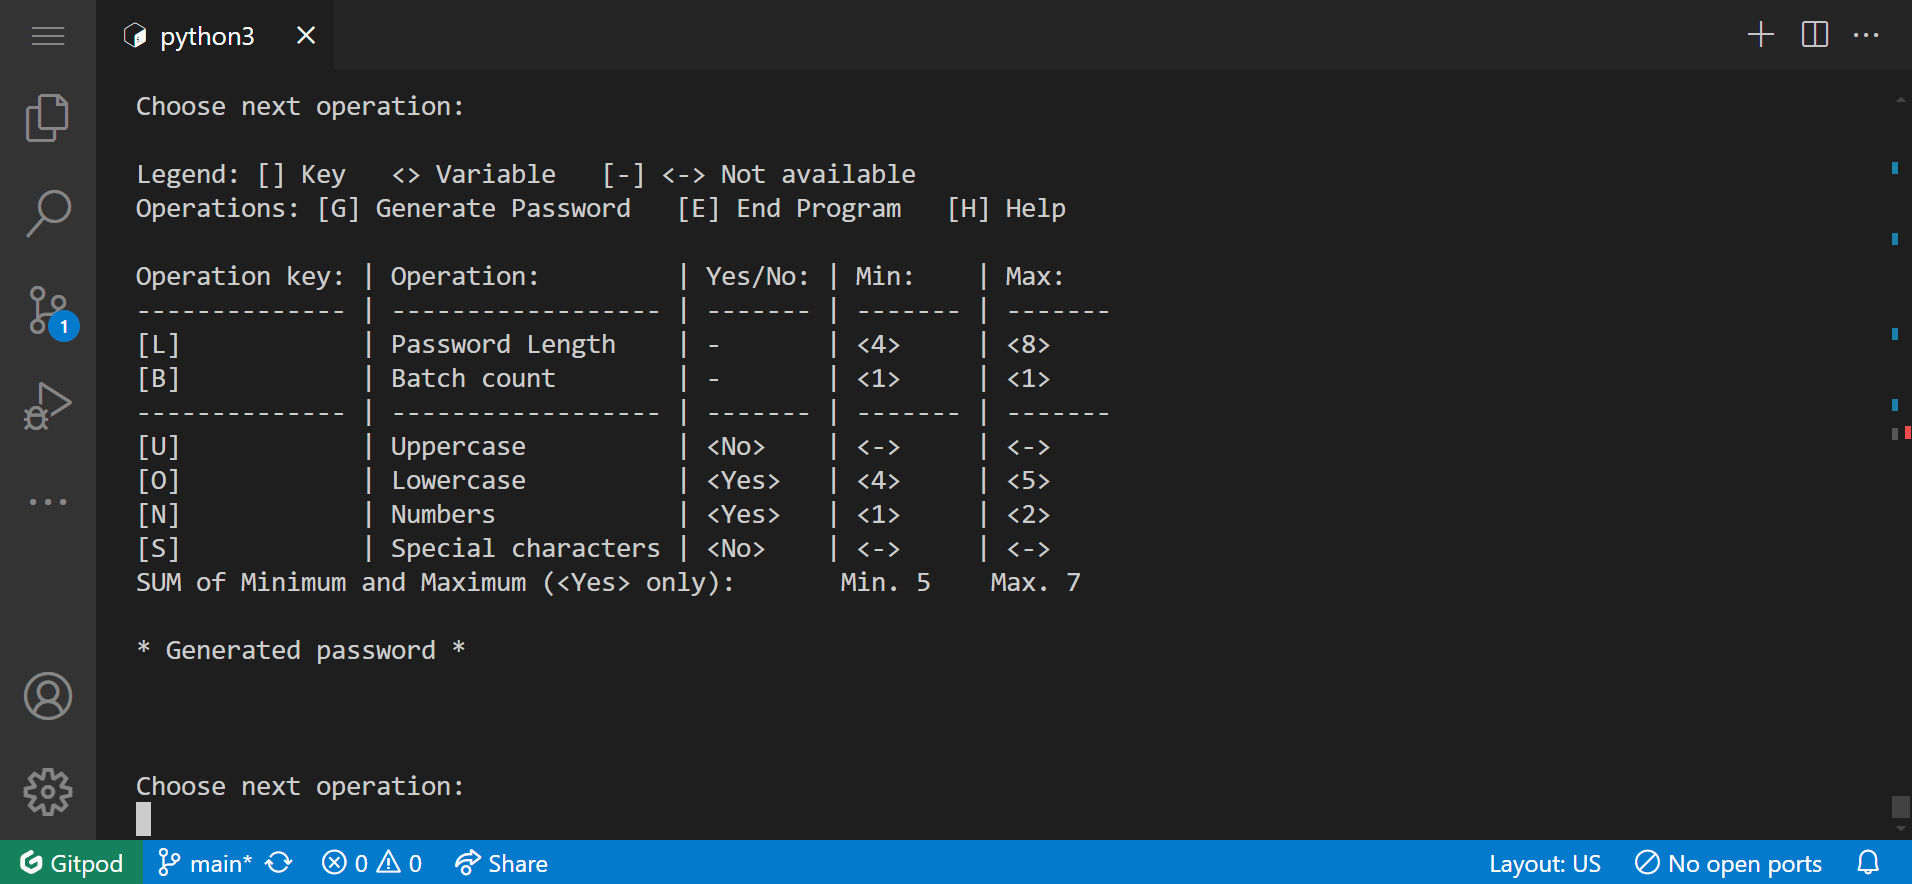 python3
Choose next operation:
Legend: [] Key   <> Variable   [-] <-> Not available
Operations: [G] Generate Password   [E] End Program   [H] Help
Operation key: | Operation:         | Yes/No: | Min:    | Max:
-------------- | ------------------ | ------- | ------- | -------
[L]            | Password Length    | -       | <4>     | <8>
[B]            | Batch count        | -       | <1>     | <1>
-------------- | ------------------ | ------- | ------- | -------
[U]            | Uppercase          | <No>    | <->     | <->
[O]            | Lowercase          | <Yes>   | <4>     | <5>
[N]            | Numbers            | <Yes>   | <1>     | <2>
[S]            | Special characters | <No>    | <->     | <->
SUM of Minimum and Maximum (<Yes> only):       Min. 5    Max. 7
* Generated password *
Choose next operation:
1
Gitpod main* 0 0 Share Layout: US No open ports